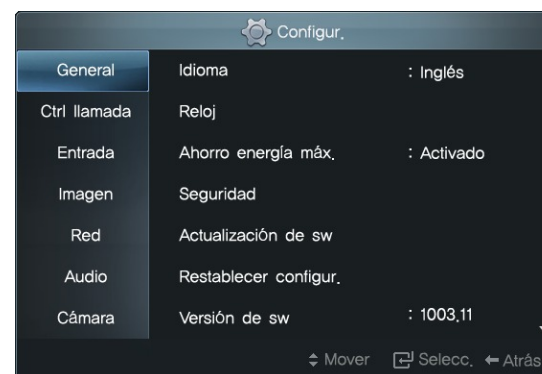 Configur.
General
Idioma : Inglés
Ctrl llamada
Reloj
Entrada
Ahorro energía máx. : Activado
Imagen
Seguridad
Red
Actualización de sw
Audio
Restablecer configur.
Cámara
Versión de sw : 1003.11
Mover Selecc. Atrás